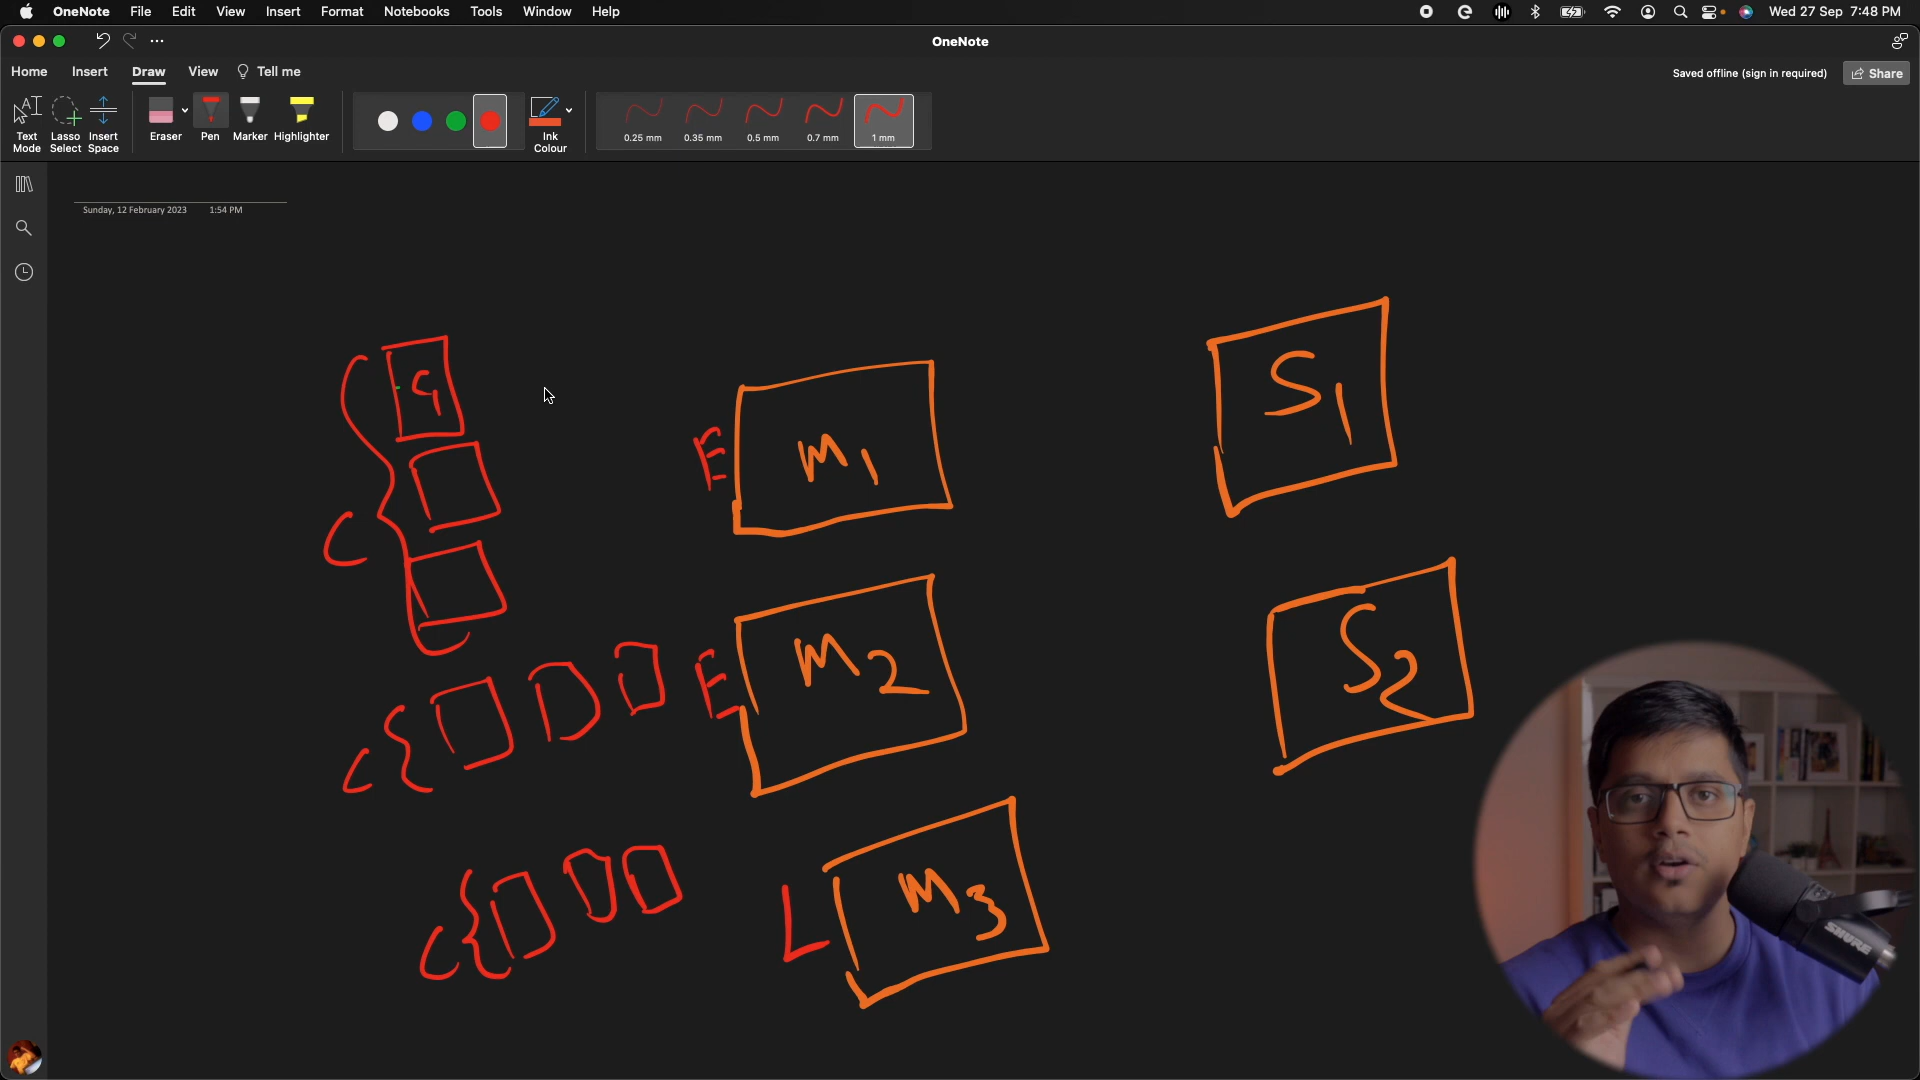 OneNote File Edit View Insert Format Notebooks Tools Window Help Wed 27 Sep 7:48 PM
OneNote
Home Insert Draw View Tell me Saved offline (sign in required) Share
Text Mode Lasso Select Insert Space Eraser Pen Marker Highlighter Ink Colour 0.25 mm 0.35 mm 0.5 mm 0.7 mm 1 mm
Sunday, 12 February 2023 1:54 PM
C1
S1
E M1
C
E M2
S2
C
L M3
C
SHURE